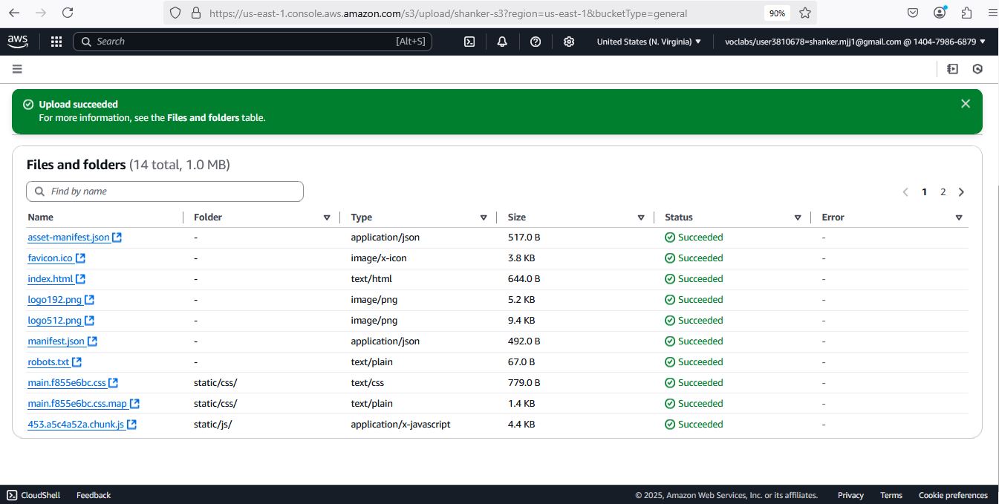 https://us-east-1.console.aws.amazon.com/s3/upload/shanker-s3?region=us-east-1&bucketType=general 90%
aws Search [Alt+S] United States (N. Virginia) voclabs/user3810678=shanker.mjj1@gmail.com @ 1404-7986-6879
Upload succeeded
For more information, see the Files and folders table.
Files and folders (14 total, 1.0 MB)
Find by name 1 2
Name Folder Type Size Status Error
asset-manifest.json - application/json 517.0 B Succeeded -
favicon.ico - image/x-icon 3.8 KB Succeeded -
index.html - text/html 644.0 B Succeeded -
logo192.png - image/png 5.2 KB Succeeded -
logo512.png - image/png 9.4 KB Succeeded -
manifest.json - application/json 492.0 B Succeeded -
robots.txt - text/plain 67.0 B Succeeded -
main.f855e6bc.css static/css/ text/css 779.0 B Succeeded -
main.f855e6bc.css.map static/css/ text/plain 1.4 KB Succeeded -
453.a5c4a52a.chunk.js static/js/ application/x-javascript 4.4 KB Succeeded -
CloudShell Feedback © 2025, Amazon Web Services, Inc. or its affiliates. Privacy Terms Cookie preferences